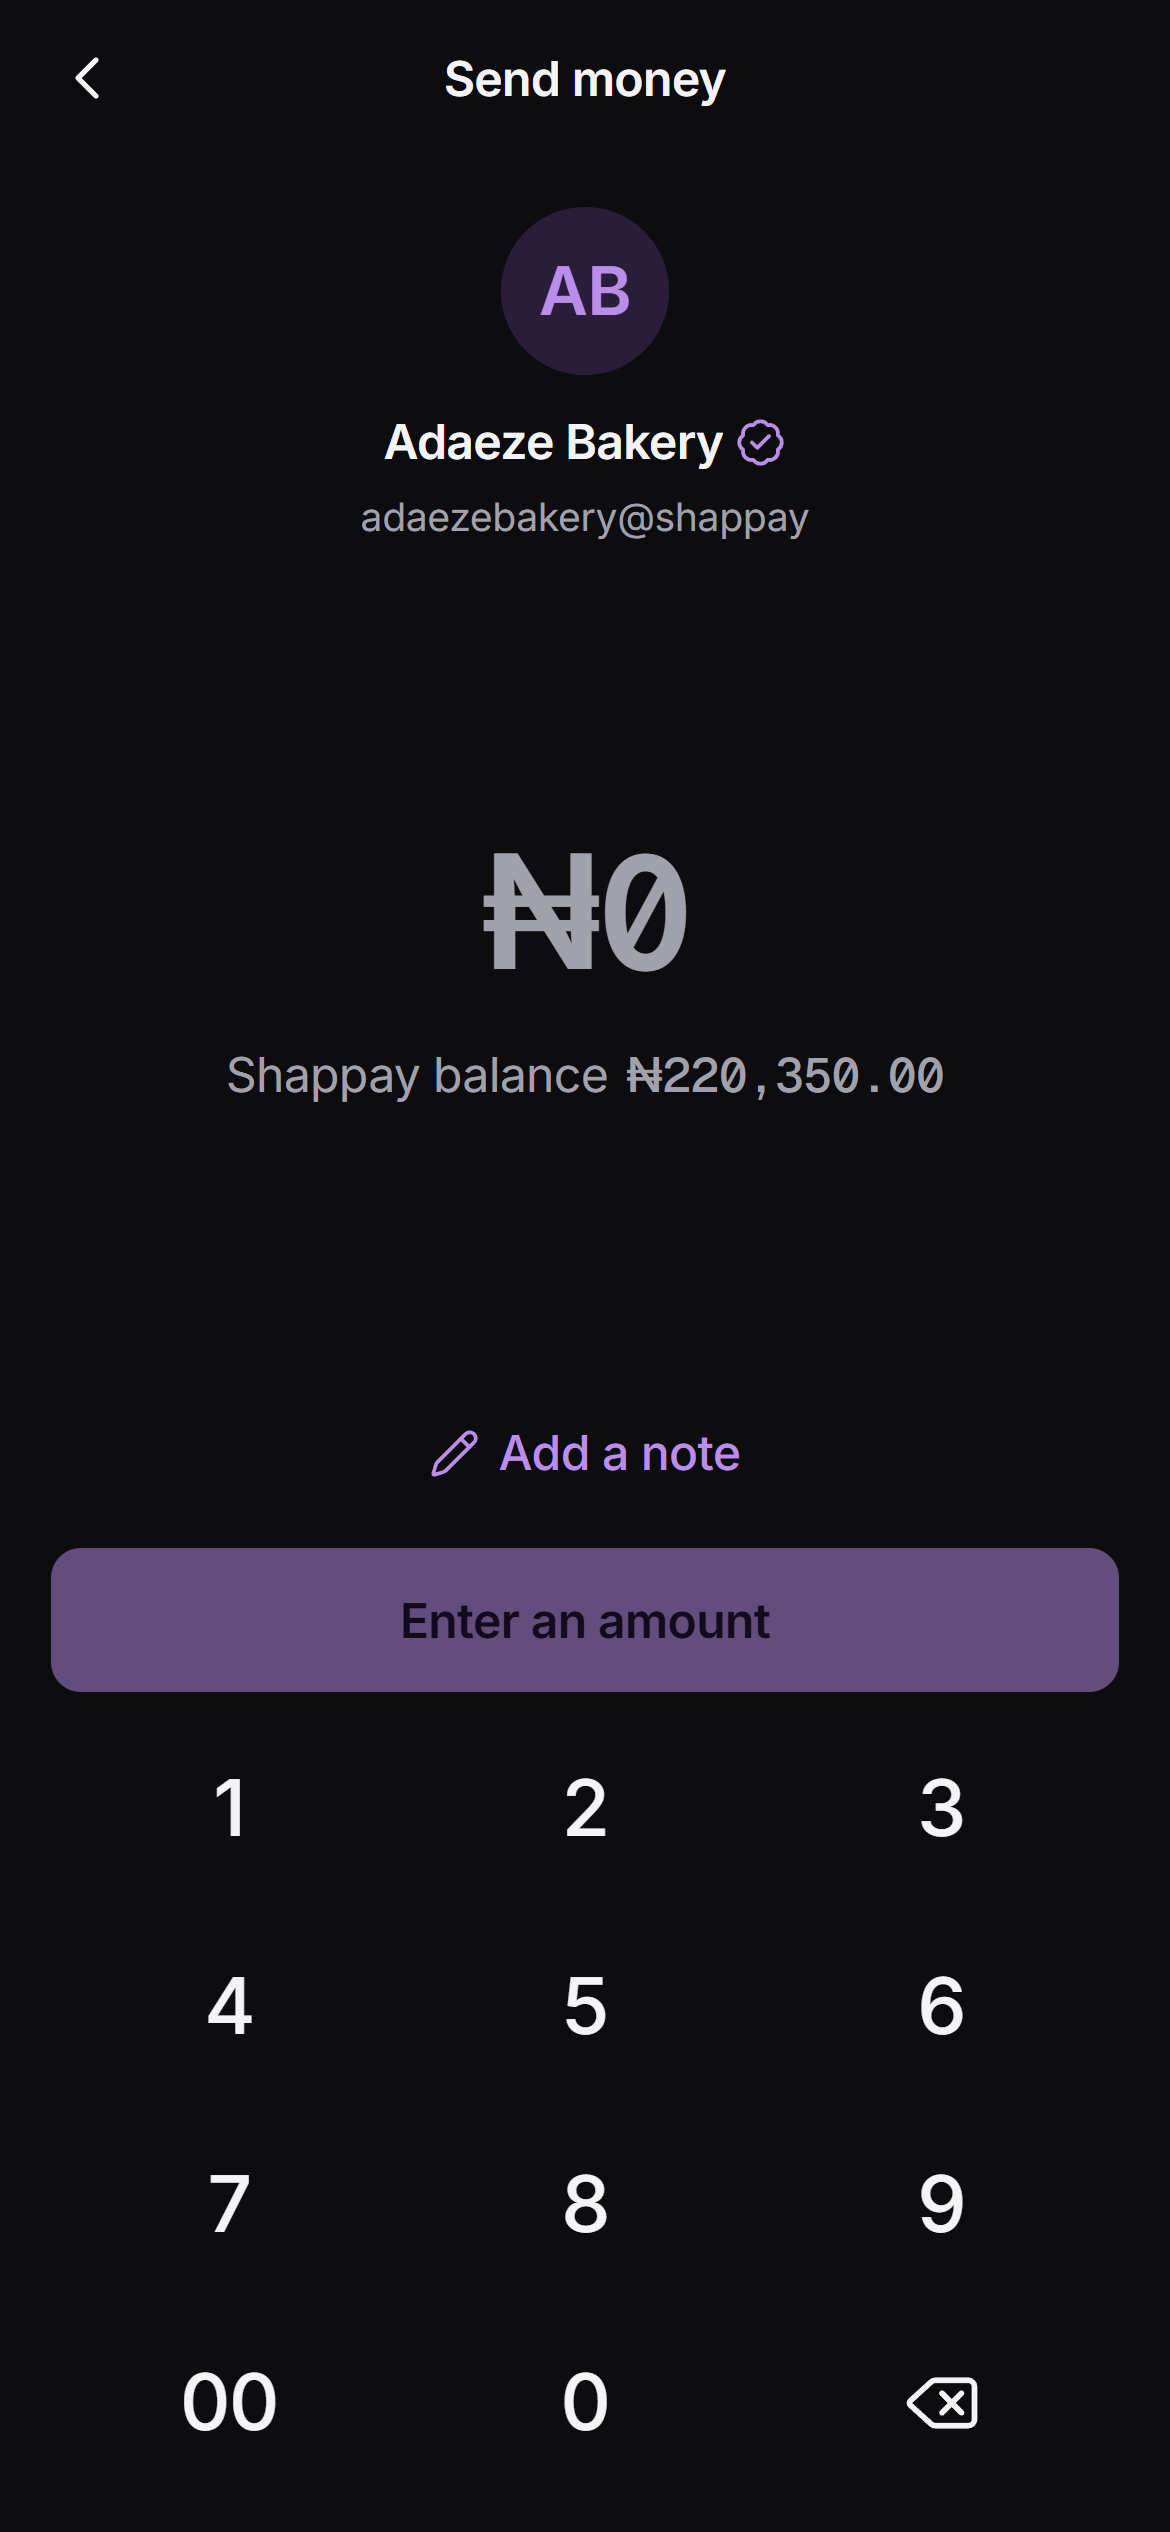 Send money
AB
Adaeze Bakery
adaezebakery@shappay
₦0
Shappay balance ₦220,350.00
Add a note
Enter an amount
1 2 3
4 5 6
7 8 9
00 0